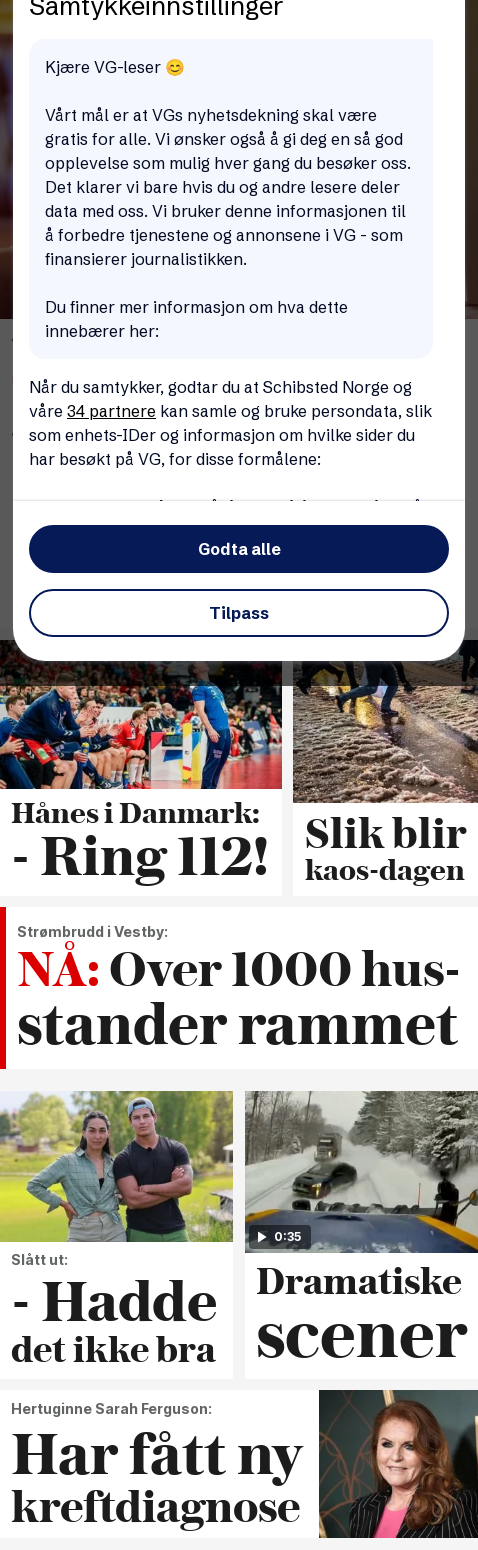 Samtykkeinnstillinger
Kjære VG-leser 😊
Vårt mål er at VGs nyhetsdekning skal være
gratis for alle. Vi ønsker også å gi deg en så god
opplevelse som mulig hver gang du besøker oss.
Det klarer vi bare hvis du og andre lesere deler
data med oss. Vi bruker denne informasjonen til
å forbedre tjenestene og annonsene i VG - som
finansierer journalistikken.
Du finner mer informasjon om hva dette
innebærer her:
Når du samtykker, godtar du at Schibsted Norge og
våre 34 partnere kan samle og bruke persondata, slik
som enhets-IDer og informasjon om hvilke sider du
har besøkt på VG, for disse formålene:
Godta alle
Tilpass
Hånes i Danmark:
- Ring 112!
Slik blir
kaos-dagen
Strømbrudd i Vestby:
NÅ: Over 1000 hus-
stander rammet
Slått ut:
- Hadde
det ikke bra
0:35
Dramatiske
scener
Hertuginne Sarah Ferguson:
Har fått ny
kreftdiagnose